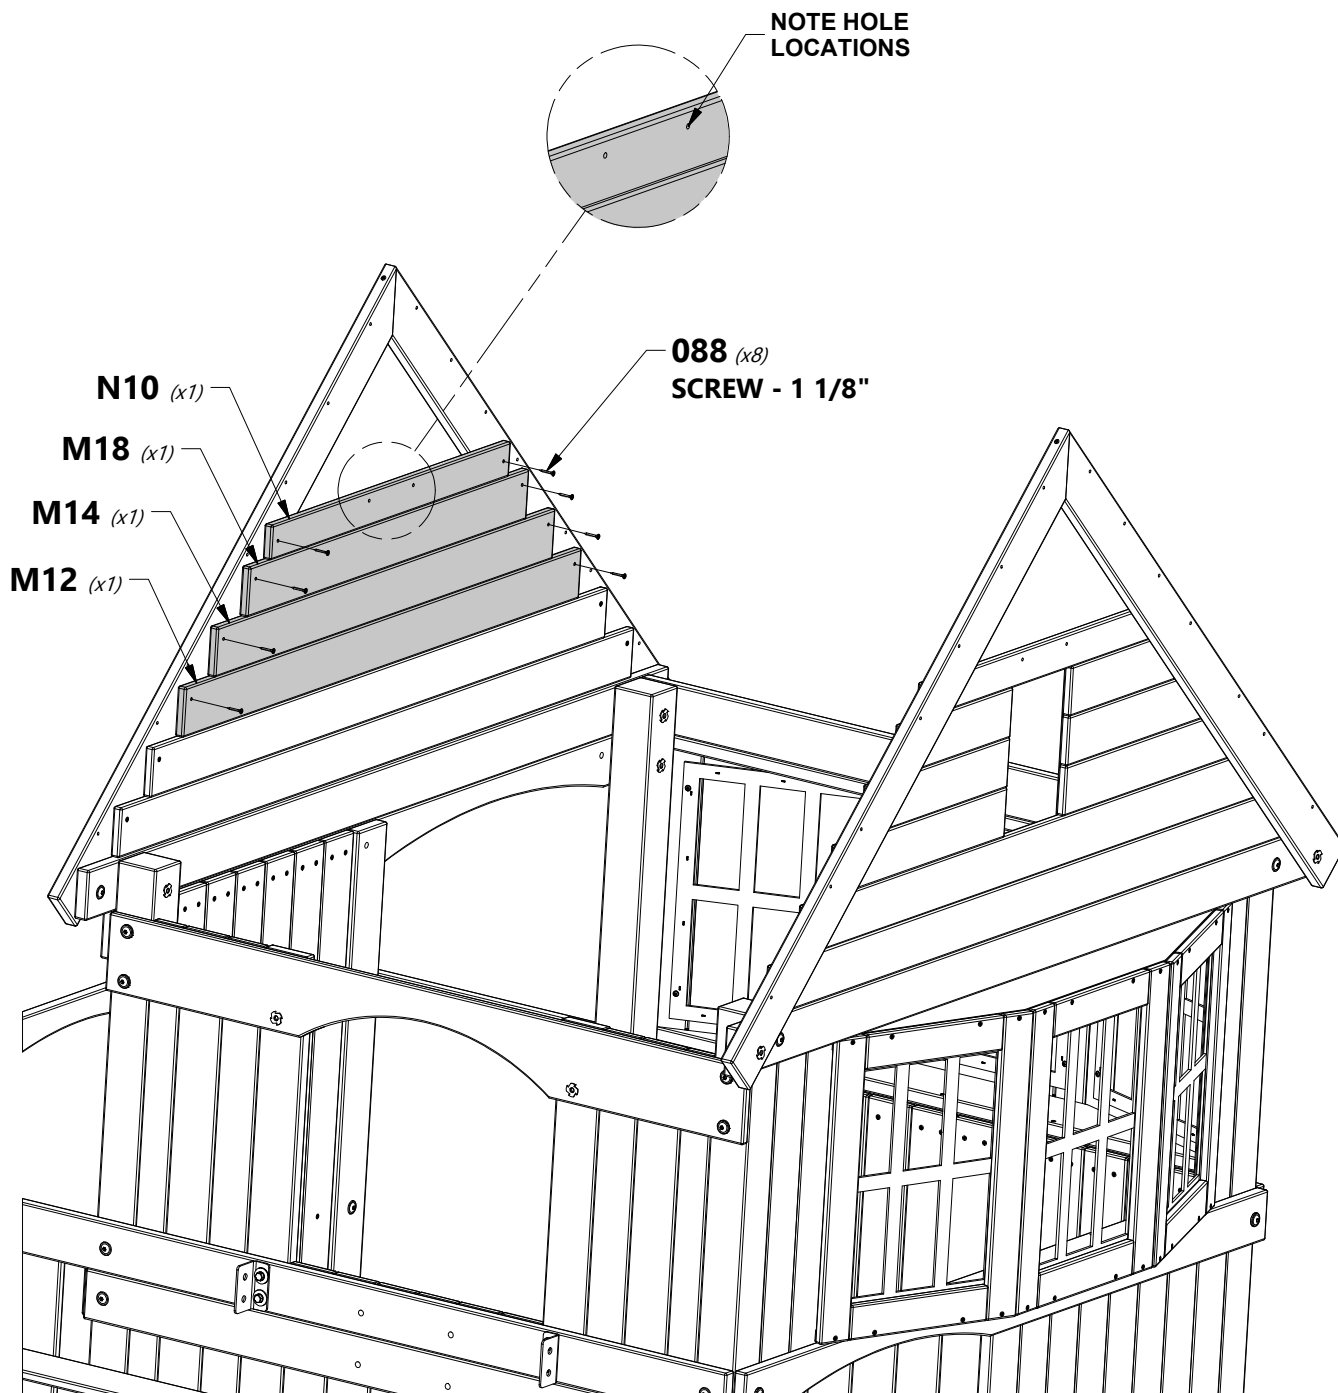 NOTE HOLE
LOCATIONS
088 (x8)
SCREW - 1 1/8"
N10 (x1)
M18 (x1)
M14 (x1)
M12 (x1)